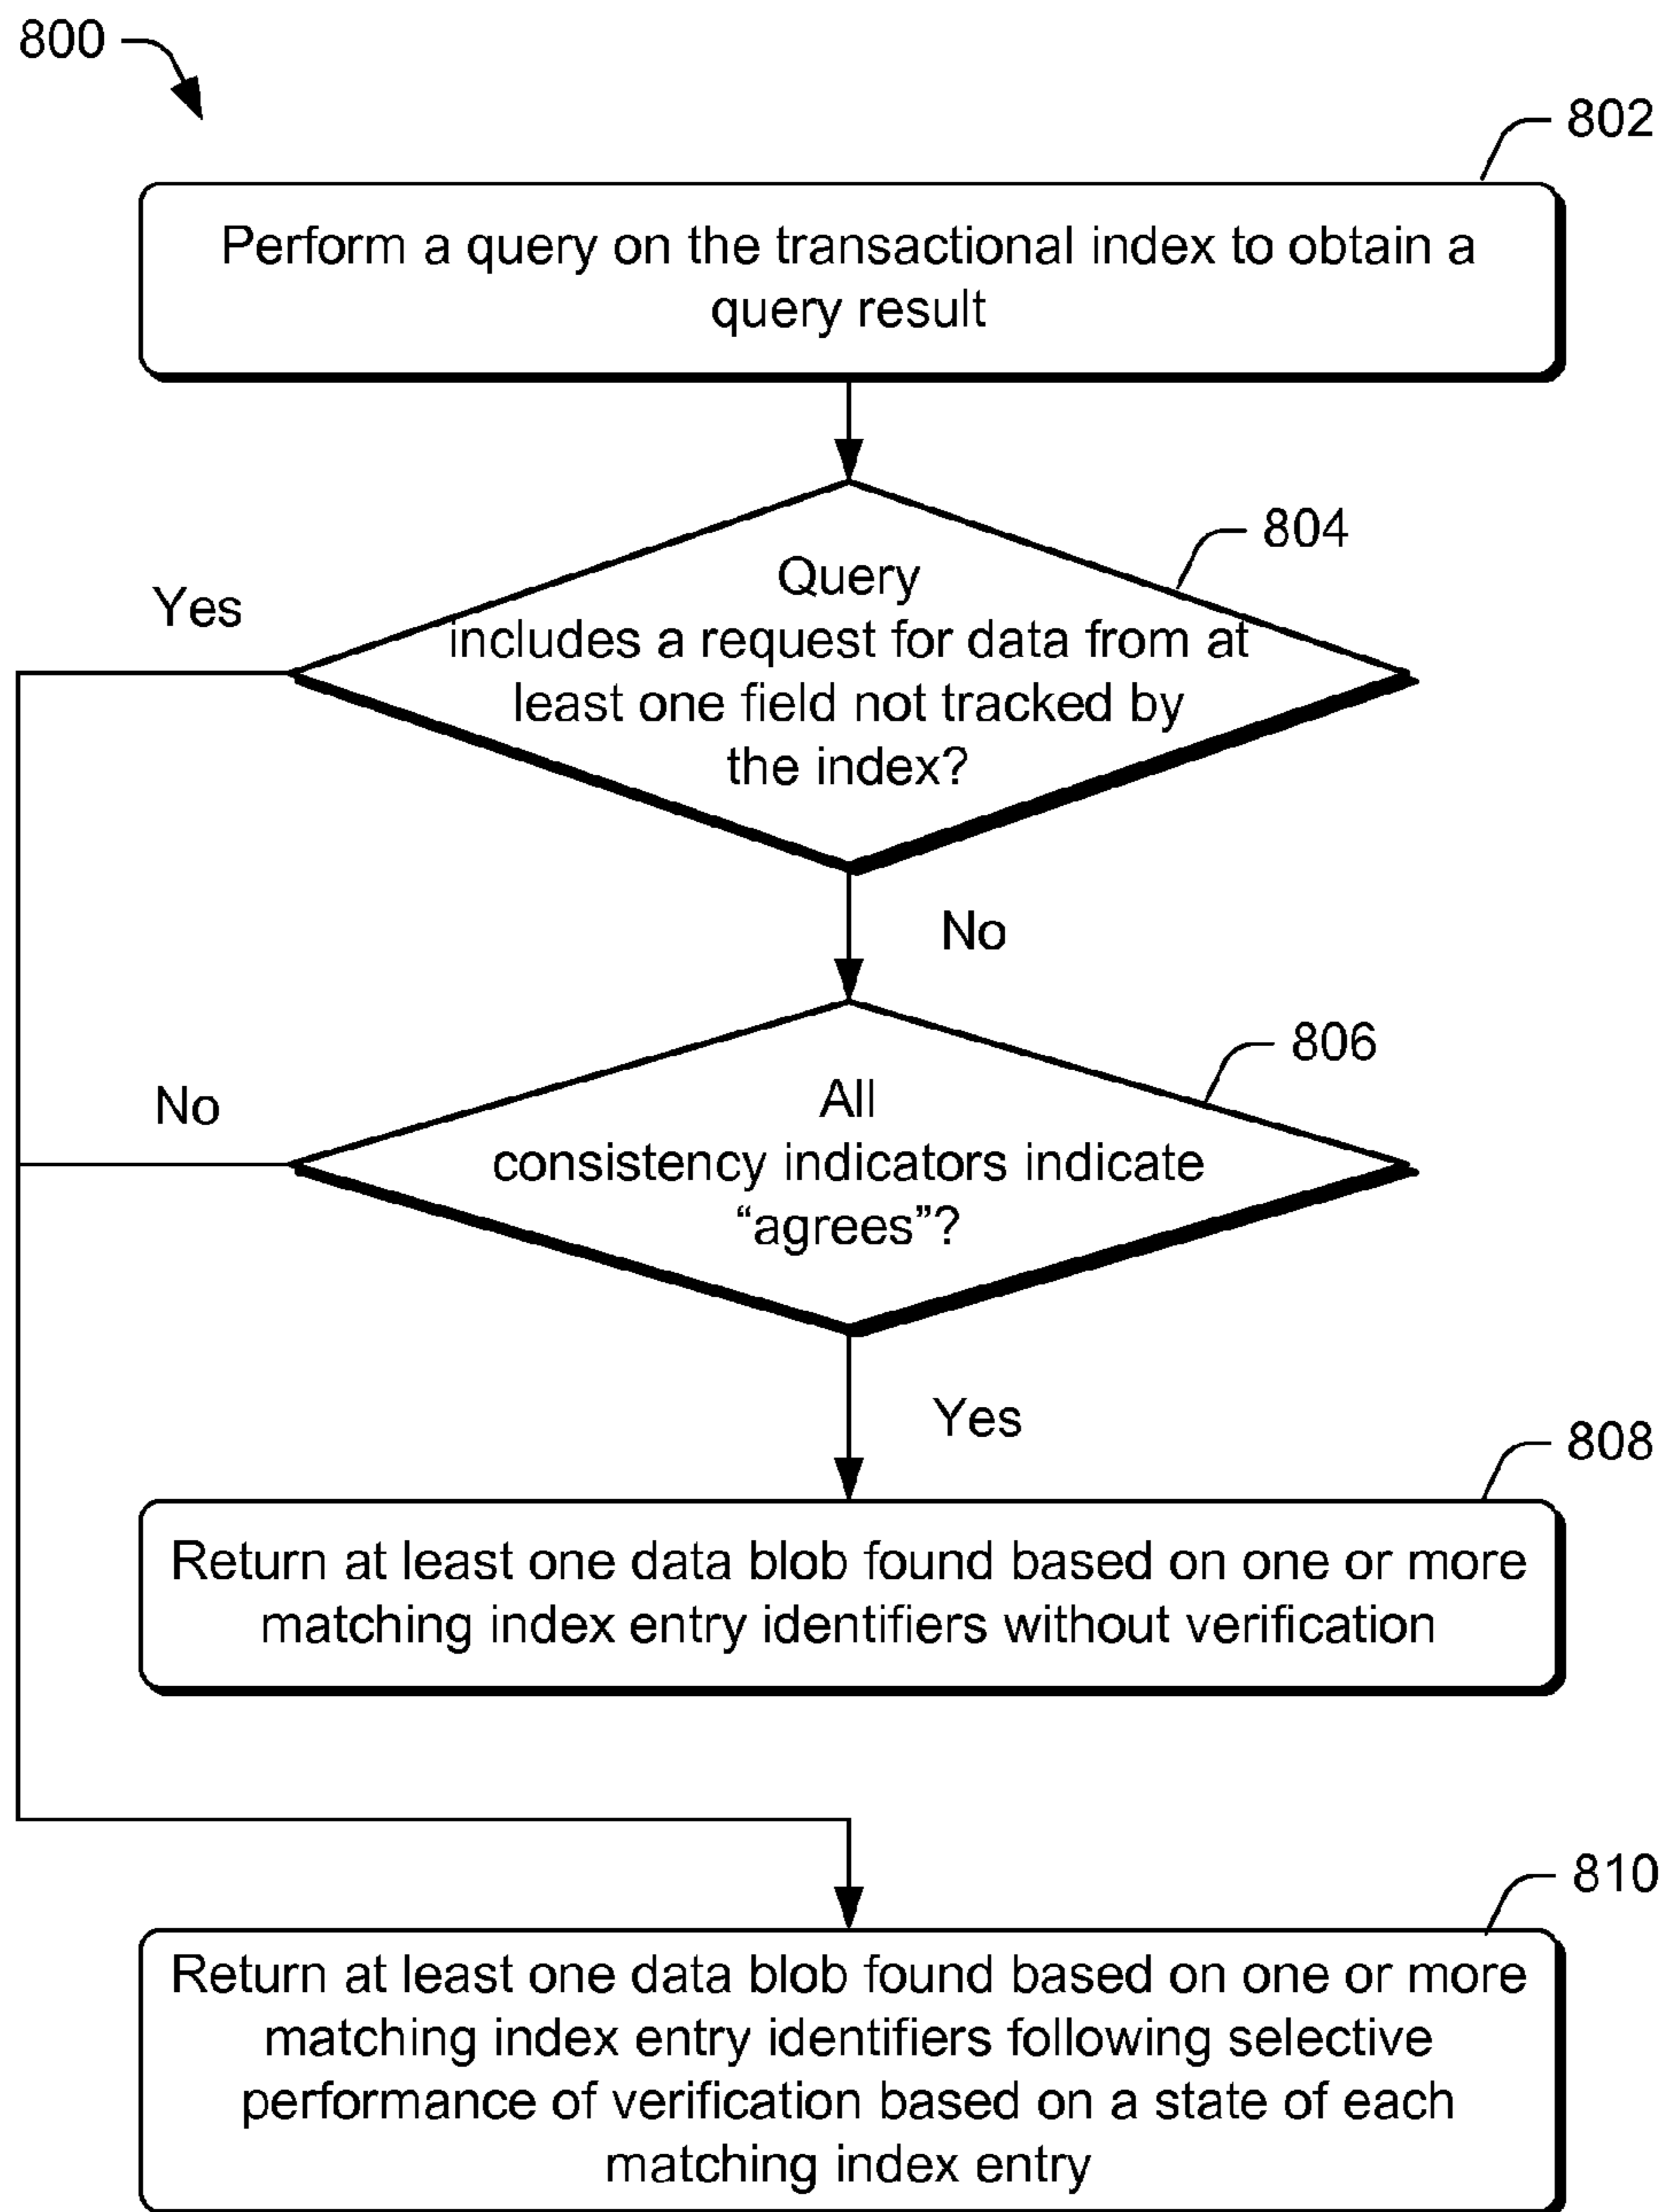 800
802
Perform a query on the transactional index to obtain a
query result
804
Yes
Query
includes a request for data from at
least one field not tracked by
the index?
No
806
No
All
consistency indicators indicate
“agrees”?
Yes
808
Return at least one data blob found based on one or more
matching index entry identifiers without verification
810
Return at least one data blob found based on one or more
matching index entry identifiers following selective
performance of verification based on a state of each
matching index entry